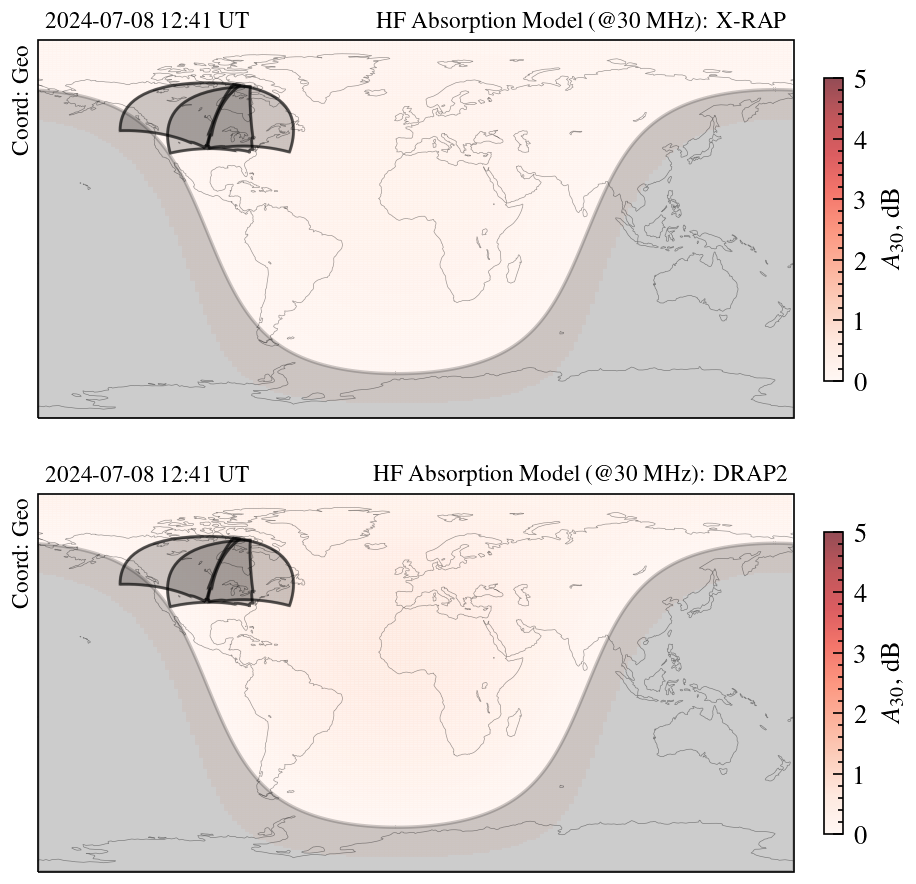 2024-07-08 12:41 UT HF Absorption Model (@30 MHz): X-RAP
Coord: Geo
5
4
3
2
1
0
A30, dB
2024-07-08 12:41 UT HF Absorption Model (@30 MHz): DRAP2
Coord: Geo
5
4
3
2
1
0
A30, dB